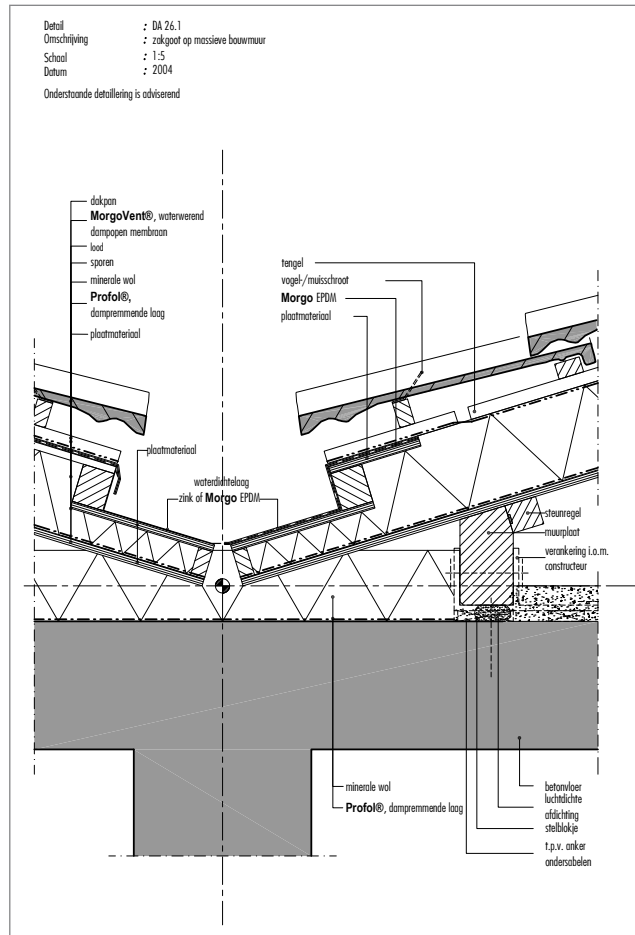 Detail : DA 26.1
Omschrijving : zakgoot op massieve bouwmuur
Schaal : 1:5
Datum : 2004
Onderstaande detaillering is adviserend
dakpan
MorgoVent®, waterwerend
dampopen membraan
lood
sporen
minerale wol
Profol®,
dampremmende laag
plaatmateriaal
tengel
vogel-/muisschroot
Morgo EPDM
plaatmateriaal
plaatmateriaal
waterdichtelaag
zink of Morgo EPDM
steunregel
muurplaat
verankering i.o.m.
constructeur
minerale wol
Profol®, dampremmende laag
betonvloer
luchtdichte
afdichting
stelblokje
t.p.v. anker
ondersabelen